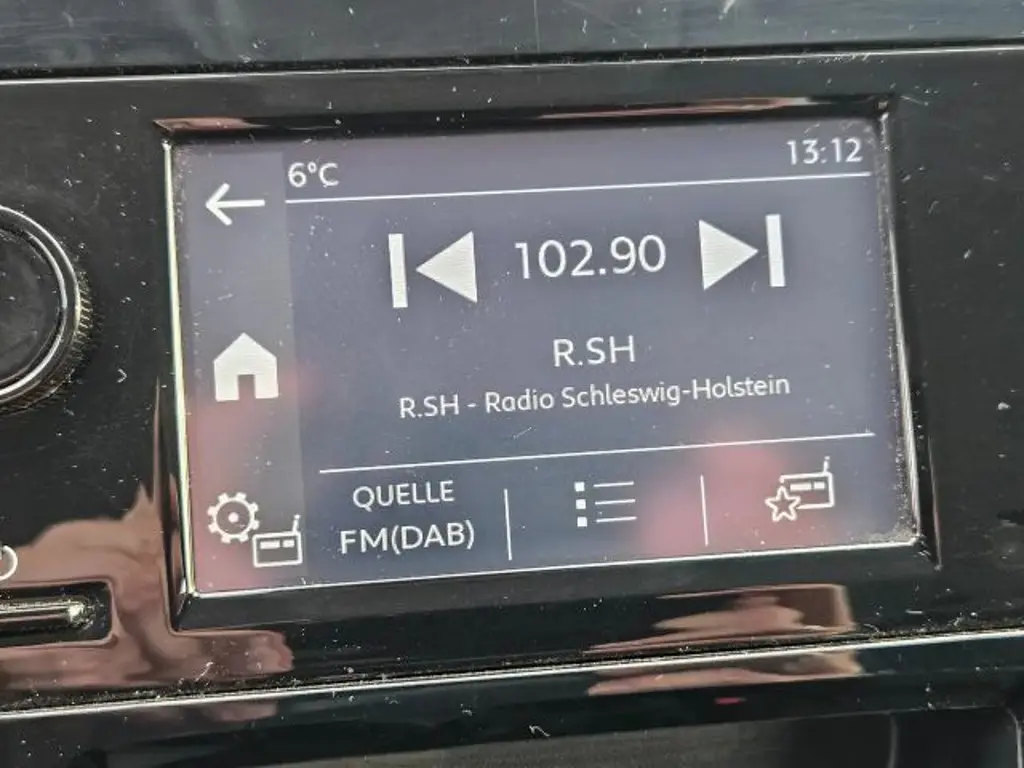 6°C
13:12
102.90
R.SH
R.SH - Radio Schleswig-Holstein
QUELLE
FM(DAB)